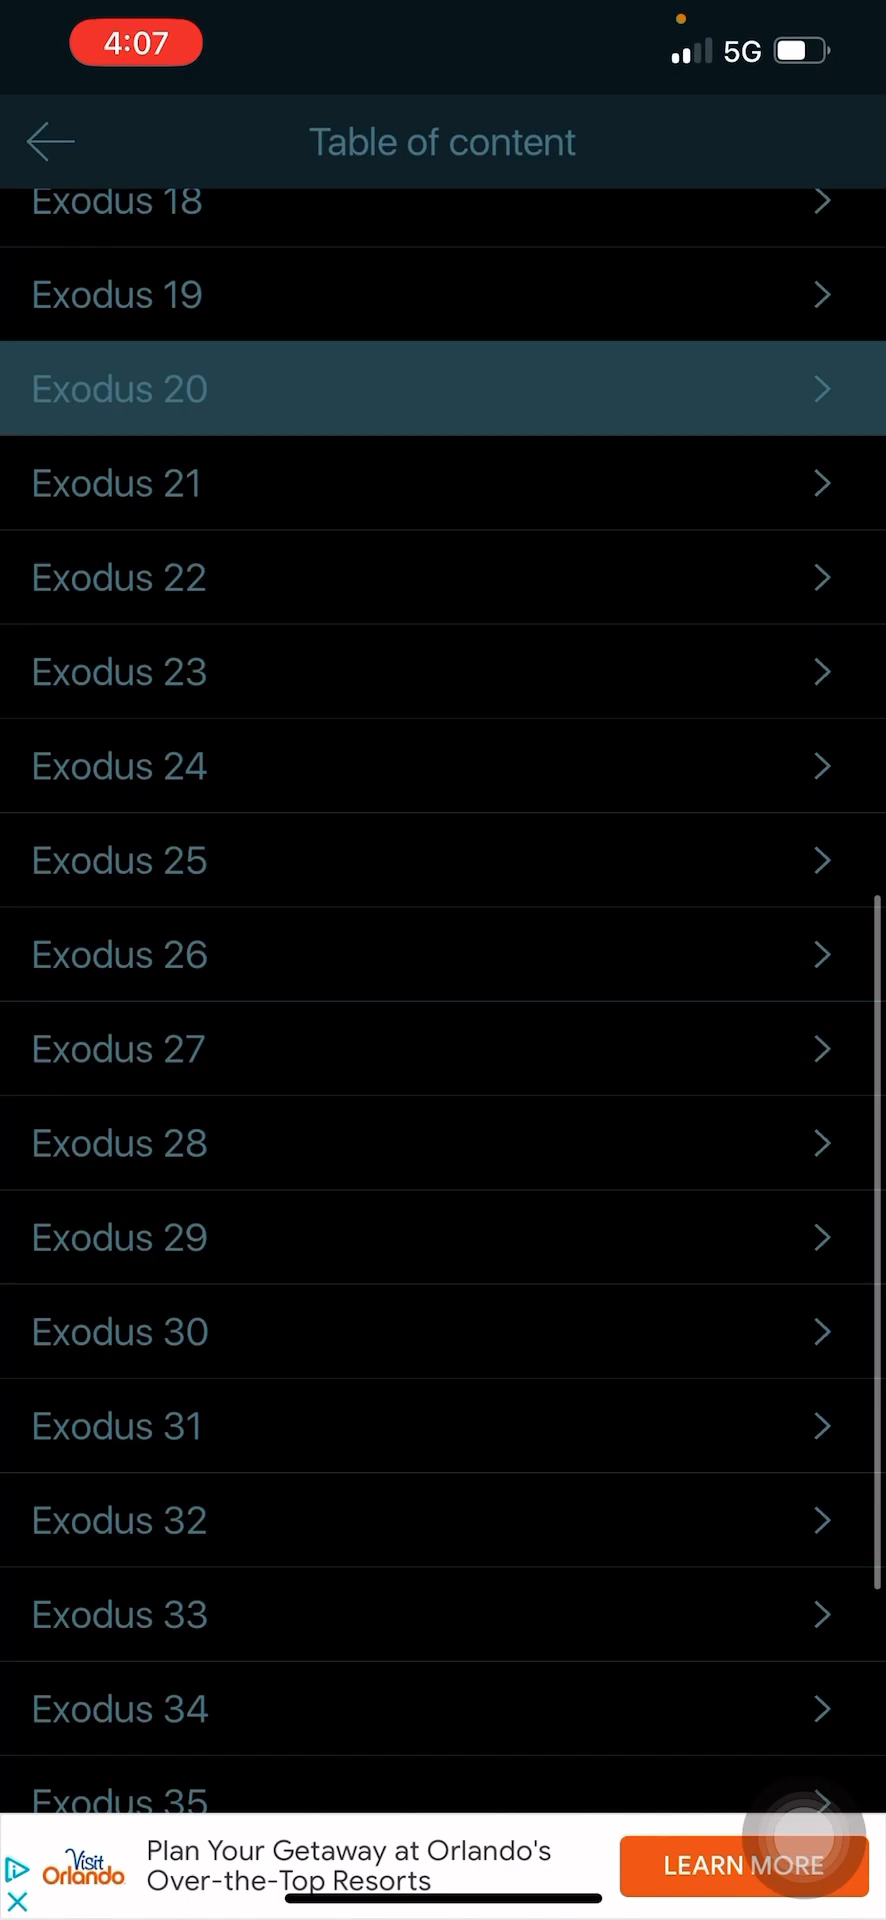 4:07
5G
Table of content
Exodus 18
Exodus 19
Exodus 20
Exodus 21
Exodus 22
Exodus 23
Exodus 24
Exodus 25
Exodus 26
Exodus 27
Exodus 28
Exodus 29
Exodus 30
Exodus 31
Exodus 32
Exodus 33
Exodus 34
Exodus 35
Visit
Orlando
Plan Your Getaway at Orlando's
Over-the-Top Resorts
LEARN MORE